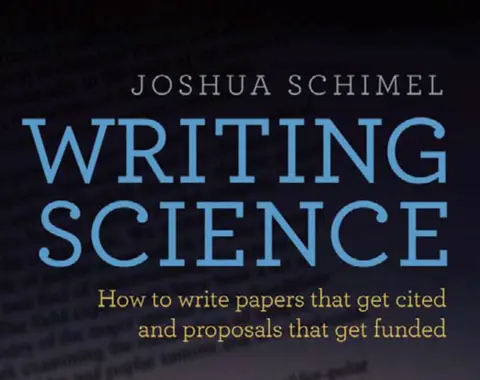 JOSHUA SCHIMEL
WRITING
SCIENCE
How to write papers that get cited
and proposals that get funded